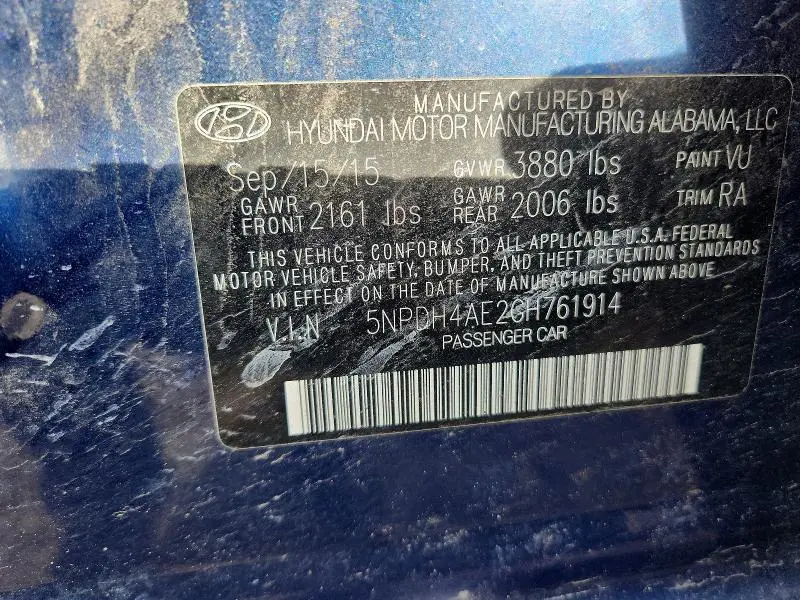 MANUFACTURED BY
HYUNDAI MOTOR MANUFACTURING ALABAMA, LLC
Sep/15/15 GVWR 3880 lbs PAINT VU
GAWR FRONT 2161 lbs GAWR REAR 2006 lbs TRIM RA
THIS VEHICLE CONFORMS TO ALL APPLICABLE U.S.A. FEDERAL
MOTOR VEHICLE SAFETY, BUMPER, AND THEFT PREVENTION STANDARDS
IN EFFECT ON THE DATE OF MANUFACTURE SHOWN ABOVE
V.I.N 5NPDH4AE2GH761914
PASSENGER CAR